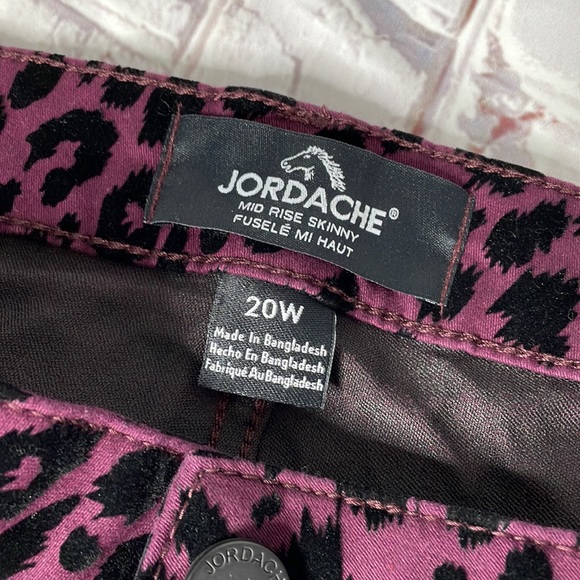 JORDACHE®
MID RISE SKINNY
FUSELÉ MI HAUT
20W
Made In Bangladesh
Hecho En Bangladesh
Fabriqué Au Bangladesh
JORDACHE